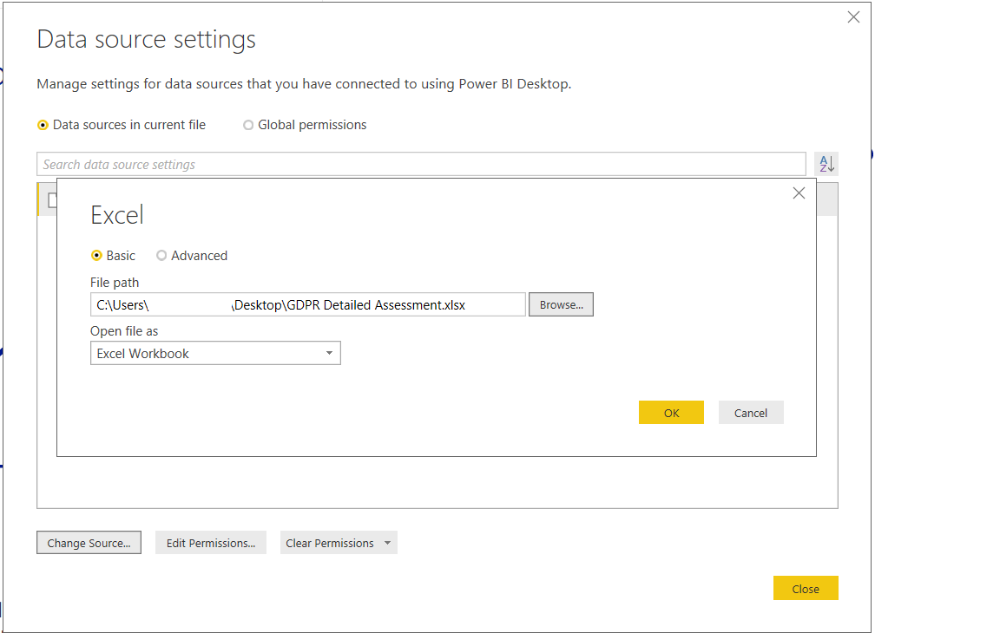 Data source settings
Manage settings for data sources that you have connected to using Power BI Desktop.
Data sources in current file Global permissions
Search data source settings
Excel
Basic Advanced
File path
C:\Users\ \Desktop\GDPR Detailed Assessment.xlsx Browse...
Open file as
Excel Workbook
OK Cancel
Change Source... Edit Permissions... Clear Permissions
Close